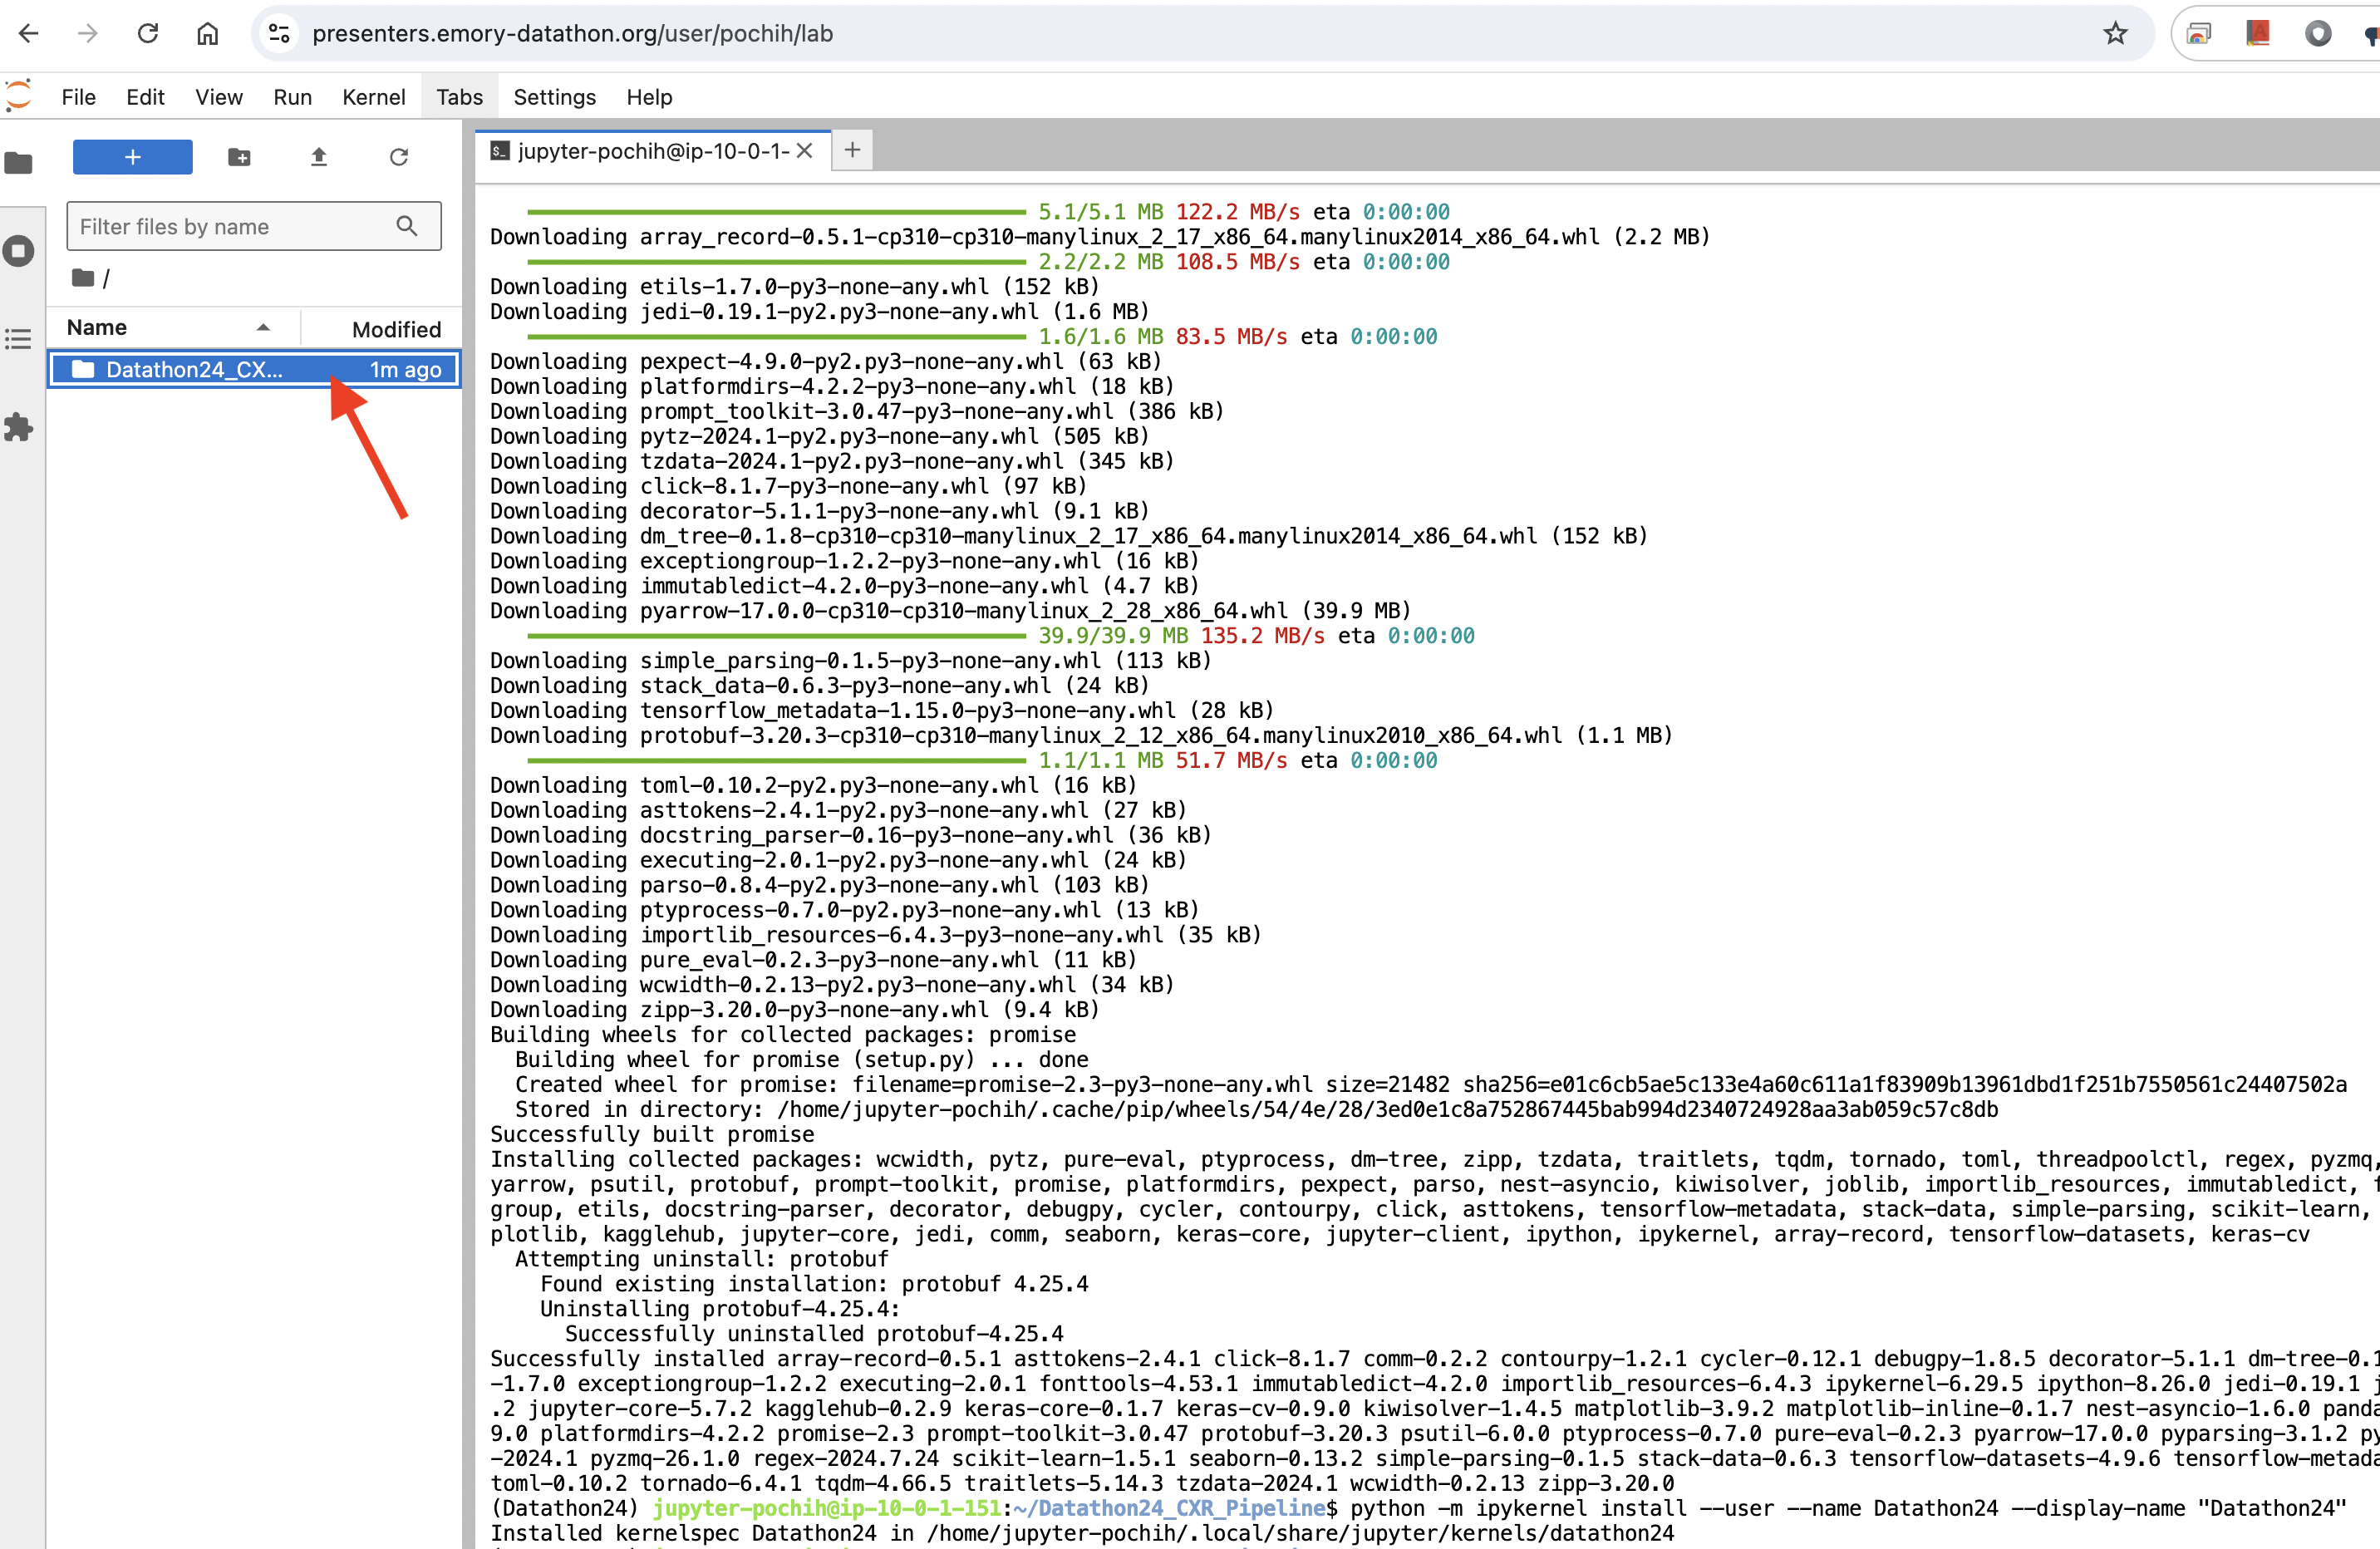 presenters.emory-datathon.org/user/pochih/lab
File Edit View Run Kernel Tabs Settings Help
+
jupyter-pochih@ip-10-0-1-
Filter files by name
/
Name Modified
Datathon24_CX... 1m ago
5.1/5.1 MB 122.2 MB/s eta 0:00:00
Downloading array_record-0.5.1-cp310-cp310-manylinux_2_17_x86_64.manylinux2014_x86_64.whl (2.2 MB)
2.2/2.2 MB 108.5 MB/s eta 0:00:00
Downloading etils-1.7.0-py3-none-any.whl (152 kB)
Downloading jedi-0.19.1-py2.py3-none-any.whl (1.6 MB)
1.6/1.6 MB 83.5 MB/s eta 0:00:00
Downloading pexpect-4.9.0-py2.py3-none-any.whl (63 kB)
Downloading platformdirs-4.2.2-py3-none-any.whl (18 kB)
Downloading prompt_toolkit-3.0.47-py3-none-any.whl (386 kB)
Downloading pytz-2024.1-py2.py3-none-any.whl (505 kB)
Downloading tzdata-2024.1-py2.py3-none-any.whl (345 kB)
Downloading click-8.1.7-py3-none-any.whl (97 kB)
Downloading decorator-5.1.1-py3-none-any.whl (9.1 kB)
Downloading dm_tree-0.1.8-cp310-cp310-manylinux_2_17_x86_64.manylinux2014_x86_64.whl (152 kB)
Downloading exceptiongroup-1.2.2-py3-none-any.whl (16 kB)
Downloading immutabledict-4.2.0-py3-none-any.whl (4.7 kB)
Downloading pyarrow-17.0.0-cp310-cp310-manylinux_2_28_x86_64.whl (39.9 MB)
39.9/39.9 MB 135.2 MB/s eta 0:00:00
Downloading simple_parsing-0.1.5-py3-none-any.whl (113 kB)
Downloading stack_data-0.6.3-py3-none-any.whl (24 kB)
Downloading tensorflow_metadata-1.15.0-py3-none-any.whl (28 kB)
Downloading protobuf-3.20.3-cp310-cp310-manylinux_2_12_x86_64.manylinux2010_x86_64.whl (1.1 MB)
1.1/1.1 MB 51.7 MB/s eta 0:00:00
Downloading toml-0.10.2-py2.py3-none-any.whl (16 kB)
Downloading asttokens-2.4.1-py2.py3-none-any.whl (27 kB)
Downloading docstring_parser-0.16-py3-none-any.whl (36 kB)
Downloading executing-2.0.1-py2.py3-none-any.whl (24 kB)
Downloading parso-0.8.4-py2.py3-none-any.whl (103 kB)
Downloading ptyprocess-0.7.0-py2.py3-none-any.whl (13 kB)
Downloading importlib_resources-6.4.3-py3-none-any.whl (35 kB)
Downloading pure_eval-0.2.3-py3-none-any.whl (11 kB)
Downloading wcwidth-0.2.13-py2.py3-none-any.whl (34 kB)
Downloading zipp-3.20.0-py3-none-any.whl (9.4 kB)
Building wheels for collected packages: promise
Building wheel for promise (setup.py) ... done
Created wheel for promise: filename=promise-2.3-py3-none-any.whl size=21482 sha256=e01c6cb5ae5c133e4a60c611a1f83909b13961dbd1f251b7550561c24407502a
Stored in directory: /home/jupyter-pochih/.cache/pip/wheels/54/4e/28/3ed0e1c8a752867445bab994d2340724928aa3ab059c57c8db
Successfully built promise
Installing collected packages: wcwidth, pytz, pure-eval, ptyprocess, dm-tree, zipp, tzdata, traitlets, tqdm, tornado, toml, threadpoolctl, regex, pyzmq,
yarrow, psutil, protobuf, prompt-toolkit, promise, platformdirs, pexpect, parso, nest-asyncio, kiwisolver, joblib, importlib_resources, immutabledict, f
group, etils, docstring-parser, decorator, debugpy, cycler, contourpy, click, asttokens, tensorflow-metadata, stack-data, simple-parsing, scikit-learn,
plotlib, kagglehub, jupyter-core, jedi, comm, seaborn, keras-core, jupyter-client, ipython, ipykernel, array-record, tensorflow-datasets, keras-cv
Attempting uninstall: protobuf
Found existing installation: protobuf 4.25.4
Uninstalling protobuf-4.25.4:
Successfully uninstalled protobuf-4.25.4
Successfully installed array-record-0.5.1 asttokens-2.4.1 click-8.1.7 comm-0.2.2 contourpy-1.2.1 cycler-0.12.1 debugpy-1.8.5 decorator-5.1.1 dm-tree-0.1
-1.7.0 exceptiongroup-1.2.2 executing-2.0.1 fonttools-4.53.1 immutabledict-4.2.0 importlib_resources-6.4.3 ipykernel-6.29.5 ipython-8.26.0 jedi-0.19.1 j
.2 jupyter-core-5.7.2 kagglehub-0.2.9 keras-core-0.1.7 keras-cv-0.9.0 kiwisolver-1.4.5 matplotlib-3.9.2 matplotlib-inline-0.1.7 nest-asyncio-1.6.0 panda
9.0 platformdirs-4.2.2 promise-2.3 prompt-toolkit-3.0.47 protobuf-3.20.3 psutil-6.0.0 ptyprocess-0.7.0 pure-eval-0.2.3 pyarrow-17.0.0 pyparsing-3.1.2 py
-2024.1 pyzmq-26.1.0 regex-2024.7.24 scikit-learn-1.5.1 seaborn-0.13.2 simple-parsing-0.1.5 stack-data-0.6.3 tensorflow-datasets-4.9.6 tensorflow-metada
toml-0.10.2 tornado-6.4.1 tqdm-4.66.5 traitlets-5.14.3 tzdata-2024.1 wcwidth-0.2.13 zipp-3.20.0
(Datathon24) jupyter-pochih@ip-10-0-1-151:~/Datathon24_CXR_Pipeline$ python -m ipykernel install --user --name Datathon24 --display-name "Datathon24"
Installed kernelspec Datathon24 in /home/jupyter-pochih/.local/share/jupyter/kernels/datathon24